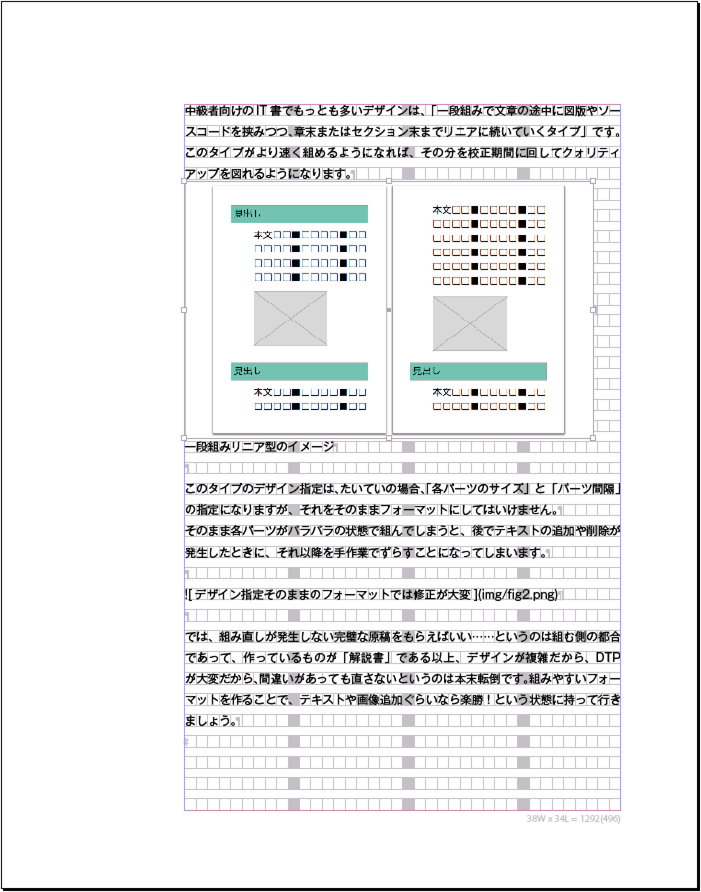 中級者向けの IT 書でもっとも多いデザインは、「一段組みで文章の途中に図版やソー
スコードを挟みつつ、章末またはセクション末までリニアに続いていくタイプ」です。
このタイプがより速く組めるようになれば、その分を校正期間に回してクォリティ
アップを図れるようになります。
見出し
本文□□■□□□□■□□
□□□□■□□□□■□□
□□□□■□□□□■□□
□□□□■□□□□■□□
見出し
本文□□■□□□□■□□
□□□□■□□□□■□□
本文□□■□□□□■□□
□□□□■□□□□■□□
□□□□■□□□□■□□
□□□□■□□□□■□□
□□□□■□□□□■□□
□□□□■□□□□■□□
見出し
本文□□■□□□□■□□
□□□□■□□□□■□□
一段組みリニア型のイメージ
このタイプのデザイン指定は、たいていの場合、「各パーツのサイズ」と「パーツ間隔」
の指定になりますが、それをそのままフォーマットにしてはいけません。
そのまま各パーツがバラバラの状態で組んでしまうと、後でテキストの追加や削除が
発生したときに、それ以降を手作業でずらすことになってしまいます。
![デザイン指定そのままのフォーマットでは修正が大変](img/fig2.png)
では、組み直しが発生しない完璧な原稿をもらえばいい……というのは組む側の都合
であって、作っているものが「解説書」である以上、デザインが複雑だから、DTP
が大変だから、間違いがあっても直さないというのは本末転倒です。組みやすいフォー
マットを作ることで、テキストや画像追加ぐらいなら楽勝！という状態に持って行き
ましょう。
38W x 34L = 1292(496)